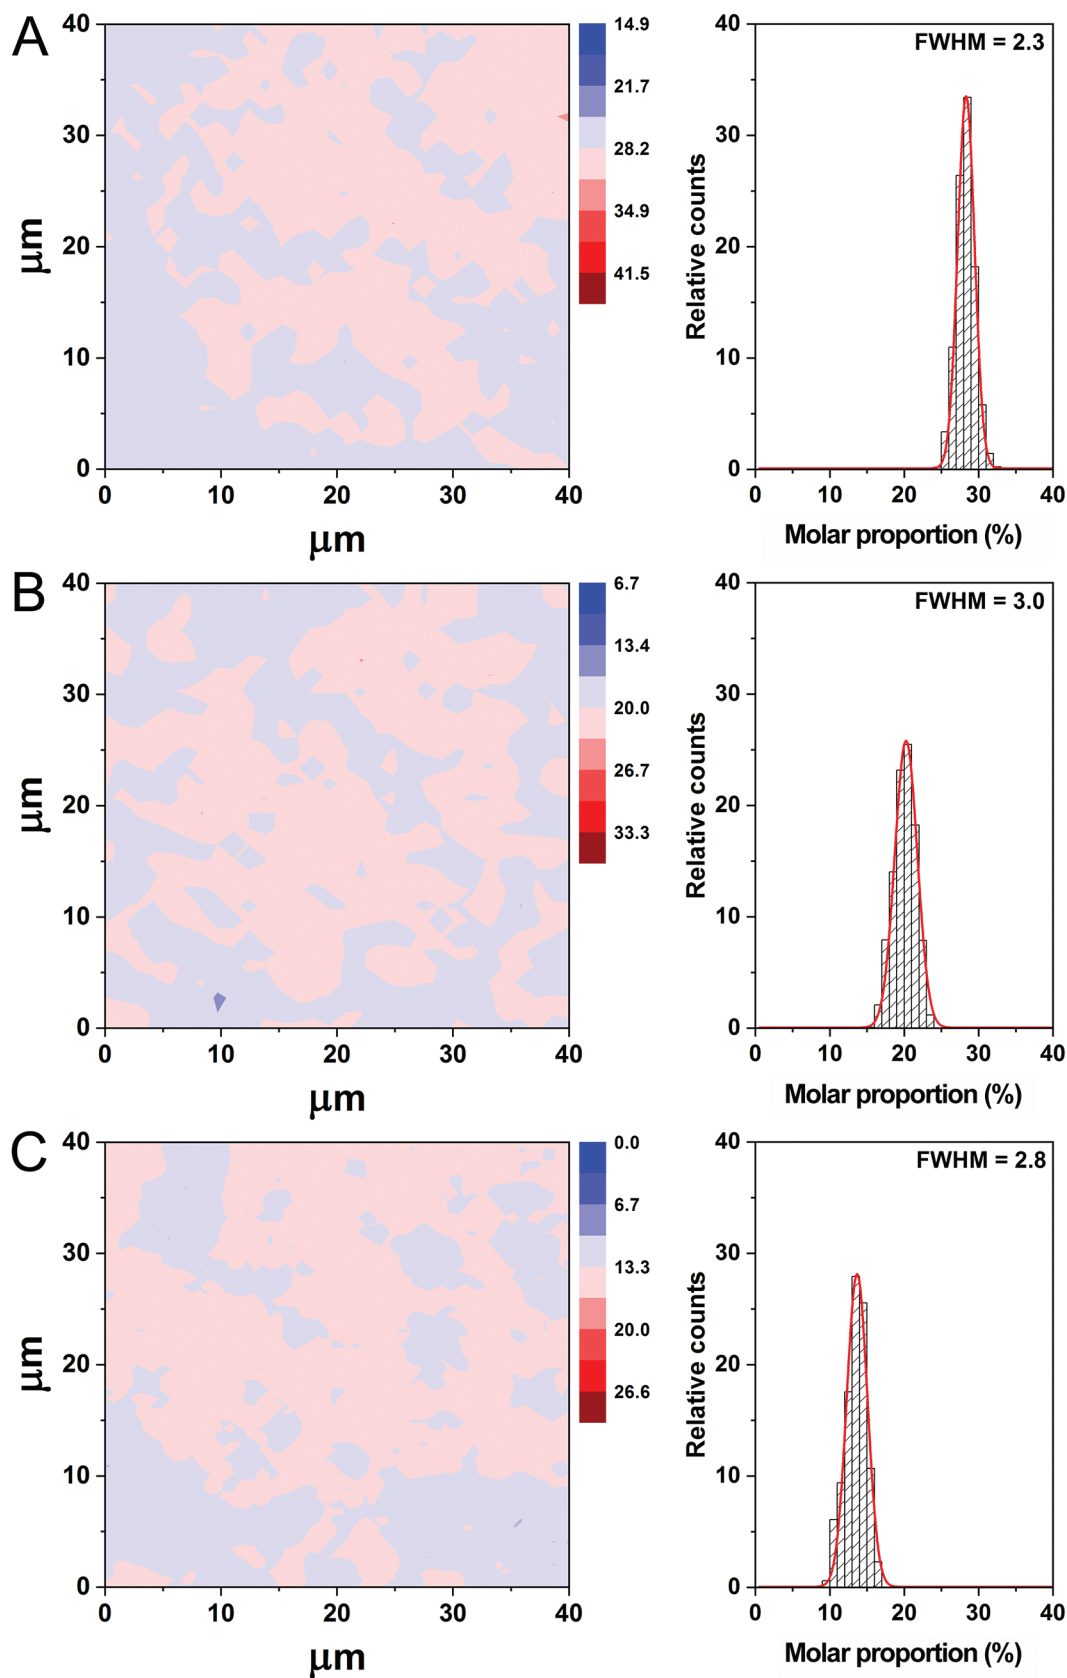 A
40
30
20
10
0
μm
0 10 20 30 40
μm
14.9
21.7
28.2
34.9
41.5
FWHM = 2.3
40
30
20
10
0
Relative counts
0 10 20 30 40
Molar proportion (%)
B
40
30
20
10
0
μm
0 10 20 30 40
μm
6.7
13.4
20.0
26.7
33.3
FWHM = 3.0
40
30
20
10
0
Relative counts
0 10 20 30 40
Molar proportion (%)
C
40
30
20
10
0
μm
0 10 20 30 40
μm
0.0
6.7
13.3
20.0
26.6
FWHM = 2.8
40
30
20
10
0
Relative counts
0 10 20 30 40
Molar proportion (%)